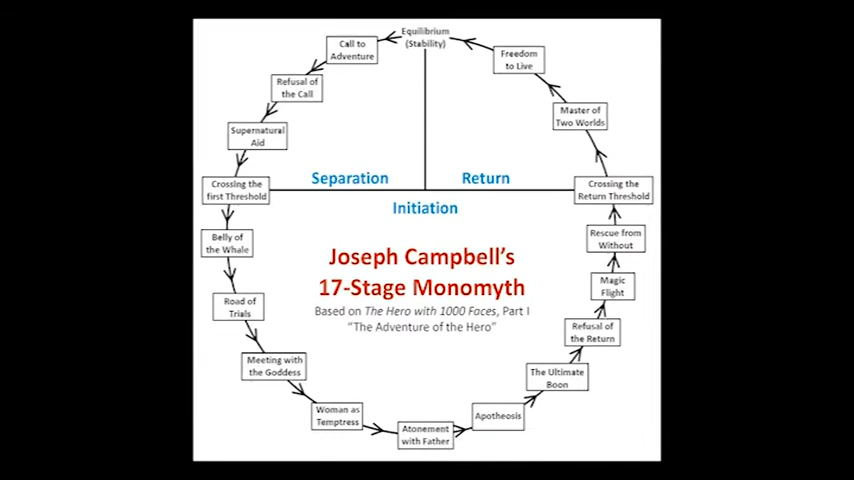 Equilibrium
(Stability)
Call to
Adventure
Refusal of
the Call
Supernatural
Aid
Crossing the
first Threshold
Belly of
the Whale
Road of
Trials
Meeting with
the Goddess
Woman as
Temptress
Atonement
with Father
Apotheosis
The Ultimate
Boon
Refusal of
the Return
Magic
Flight
Rescue from
Without
Crossing the
Return Threshold
Master of
Two Worlds
Freedom
to Live
Separation
Return
Initiation
Joseph Campbell's
17-Stage Monomyth
Based on The Hero with 1000 Faces, Part I
"The Adventure of the Hero"